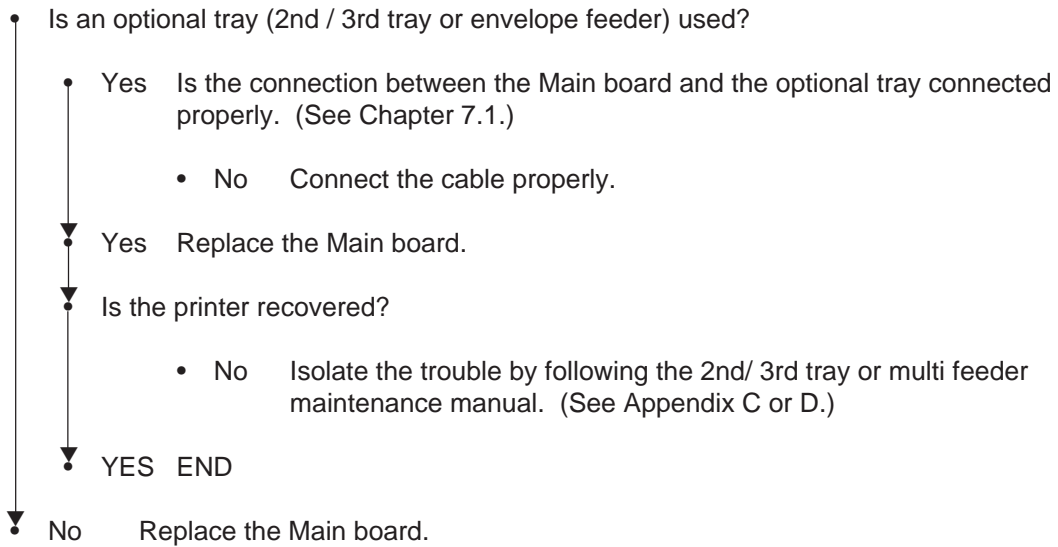 • Is an optional tray (2nd / 3rd tray or envelope feeder) used?
• Yes Is the connection between the Main board and the optional tray connected
properly. (See Chapter 7.1.)
• No Connect the cable properly.
• Yes Replace the Main board.
• Is the printer recovered?
• No Isolate the trouble by following the 2nd/ 3rd tray or multi feeder
maintenance manual. (See Appendix C or D.)
• YES END
• No Replace the Main board.